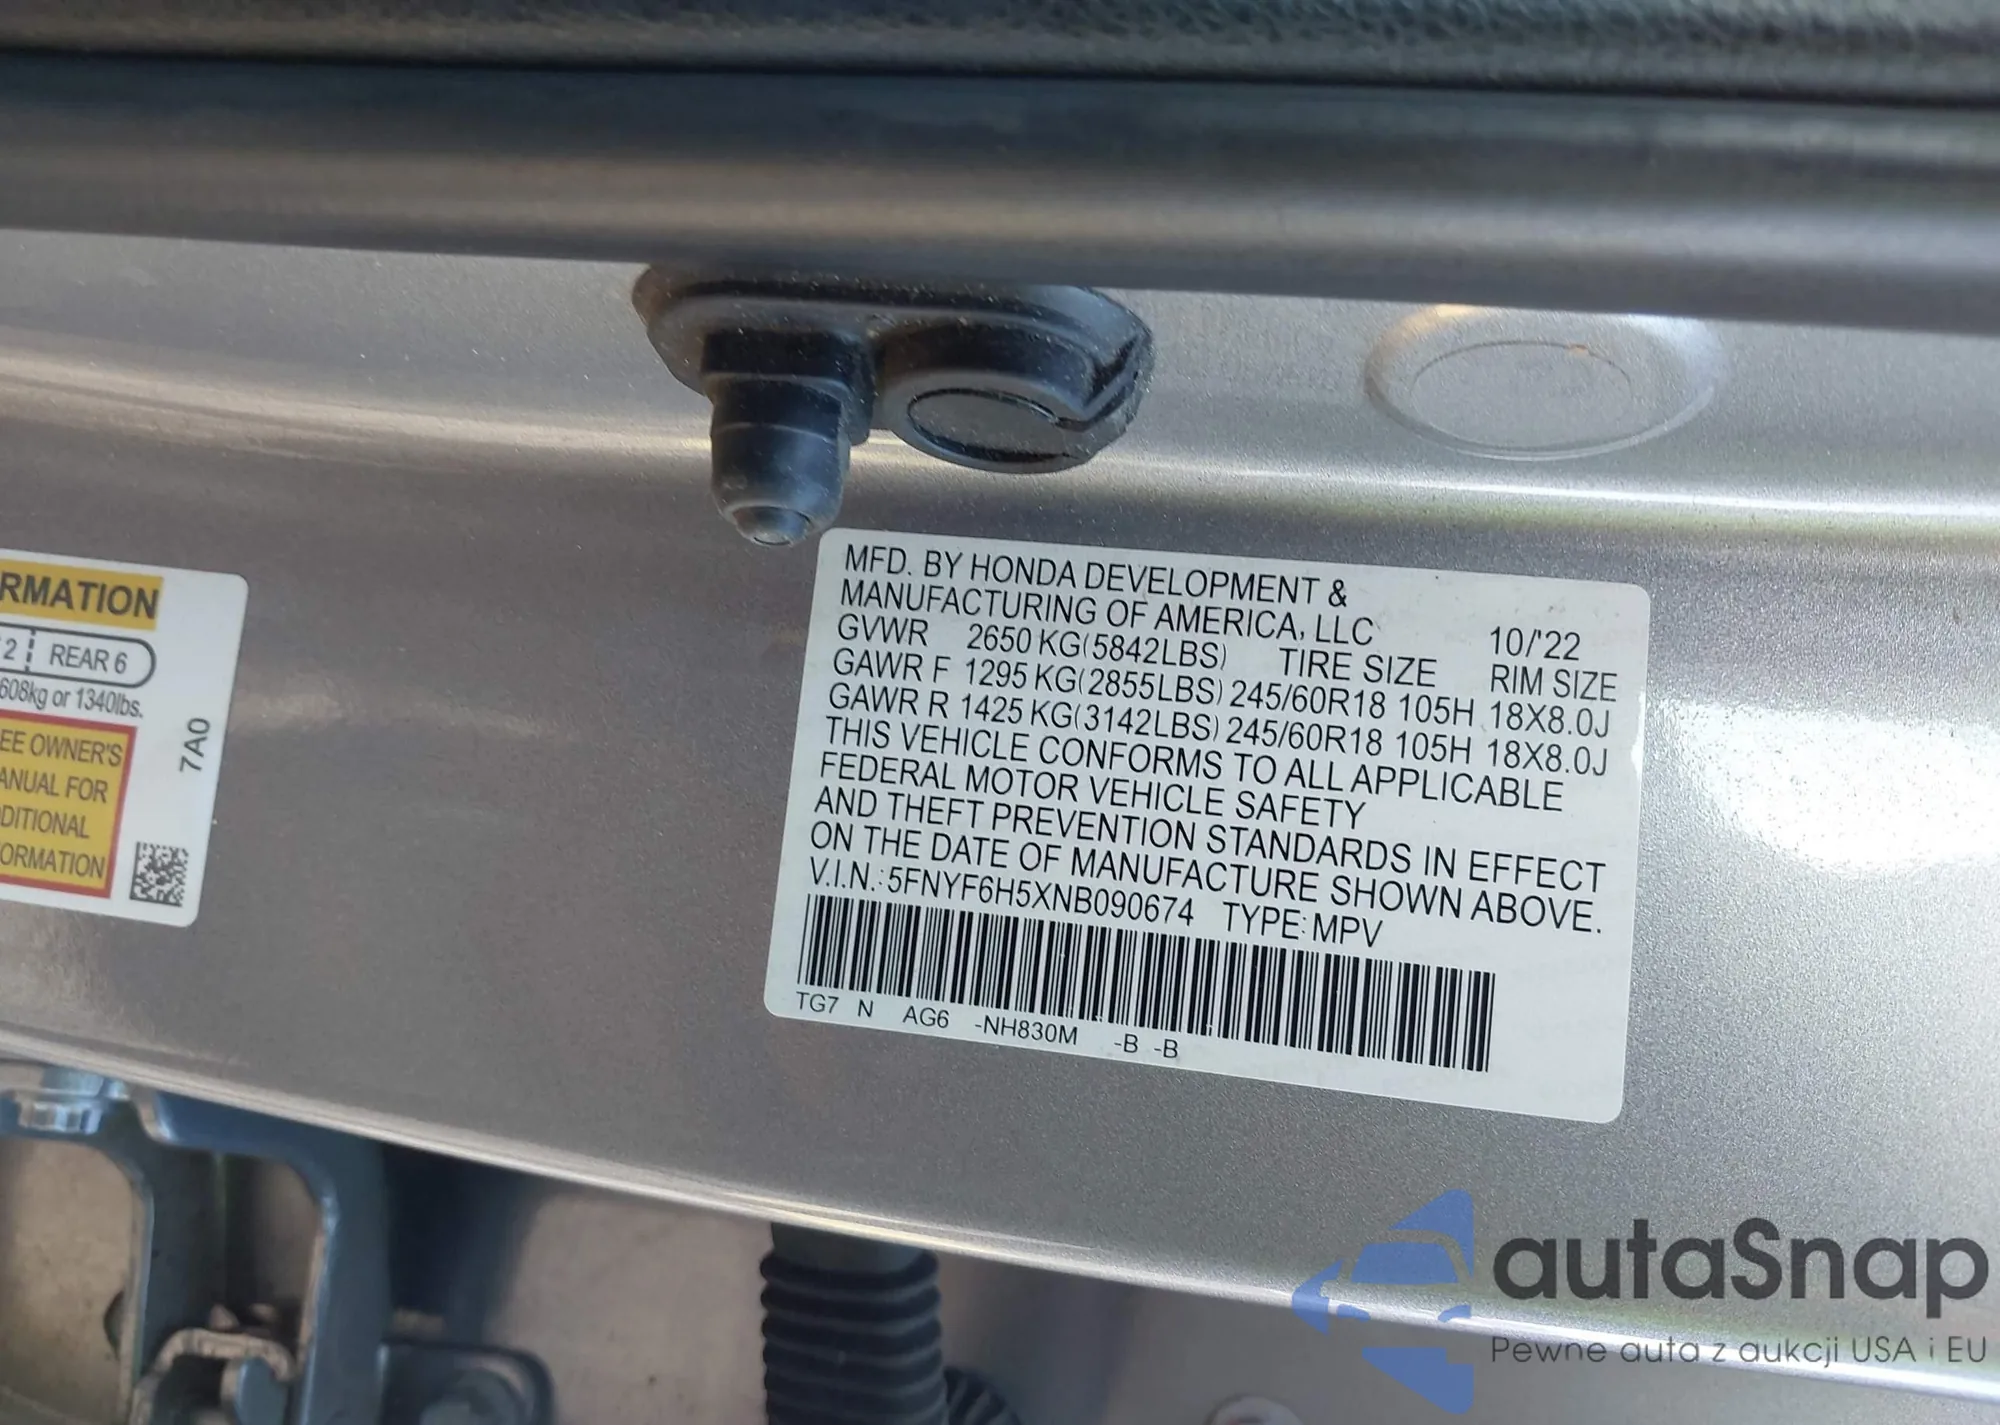 RMATION
2 REAR 6
608kg or 1340lbs.
EE OWNER'S
ANUAL FOR
DITIONAL
ORMATION
7A0
MFD. BY HONDA DEVELOPMENT &
MANUFACTURING OF AMERICA, LLC 10/'22
GVWR 2650 KG(5842LBS) TIRE SIZE RIM SIZE
GAWR F 1295 KG(2855LBS) 245/60R18 105H 18X8.0J
GAWR R 1425 KG(3142LBS) 245/60R18 105H 18X8.0J
THIS VEHICLE CONFORMS TO ALL APPLICABLE
FEDERAL MOTOR VEHICLE SAFETY
AND THEFT PREVENTION STANDARDS IN EFFECT
ON THE DATE OF MANUFACTURE SHOWN ABOVE.
V.I.N.: 5FNYF6H5XNB090674 TYPE: MPV
TG7 N AG6 -NH830M -B -B
autaSnap
Pewne auta z aukcji USA i EU